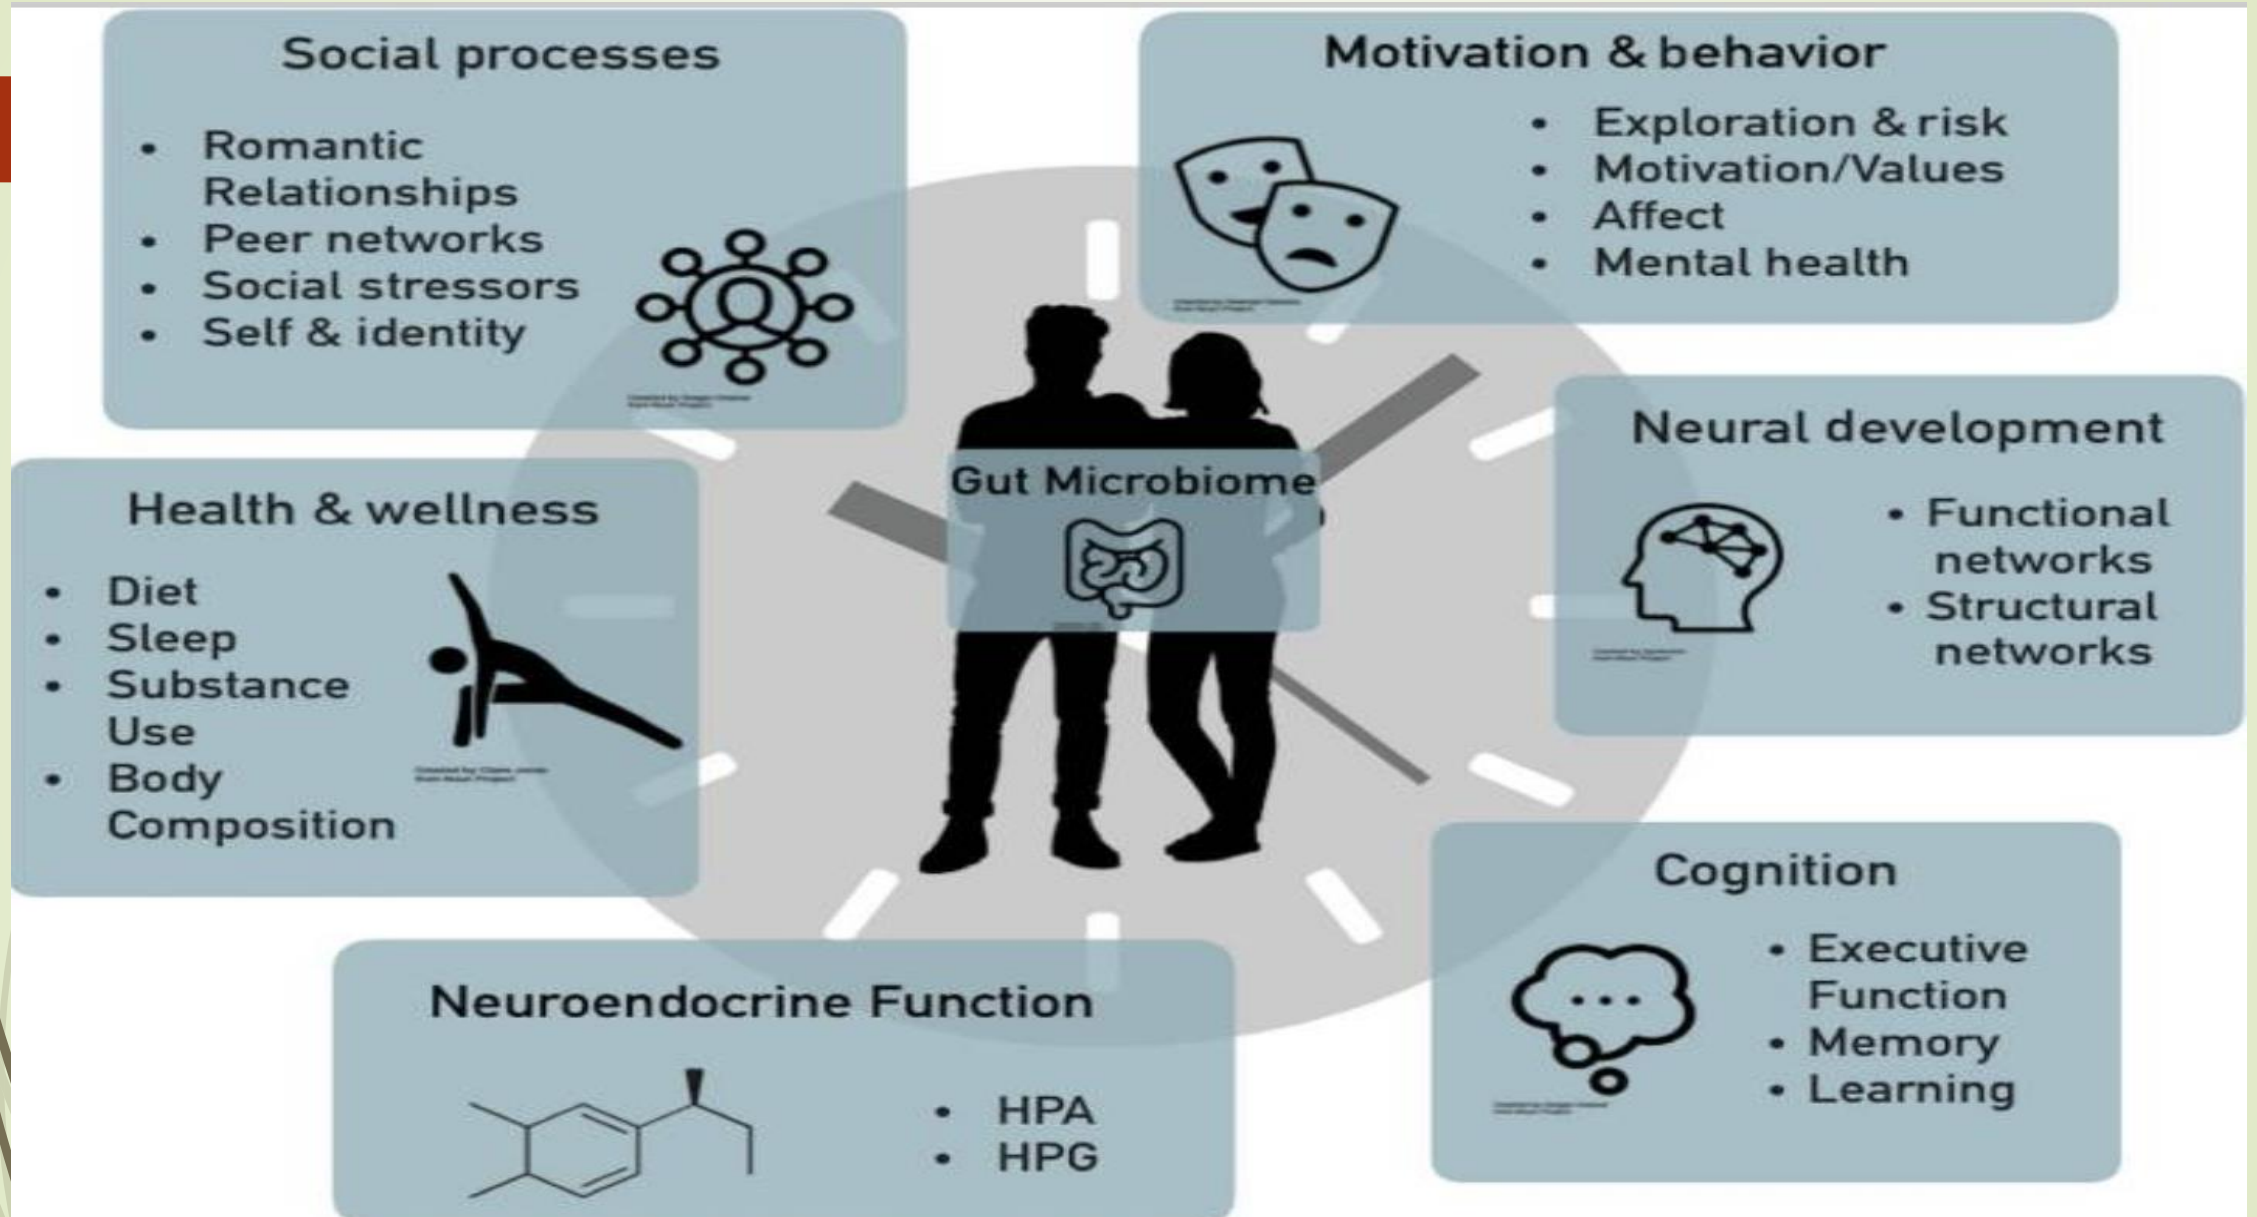 Social processes
• Romantic
Relationships
• Peer networks
• Social stressors
• Self & identity
Motivation & behavior
• Exploration & risk
• Motivation/Values
• Affect
• Mental health
Gut Microbiome
Neural development
• Functional
networks
• Structural
networks
Health & wellness
• Diet
• Sleep
• Substance
Use
• Body
Composition
Cognition
• Executive
Function
• Memory
• Learning
Neuroendocrine Function
• HPA
• HPG